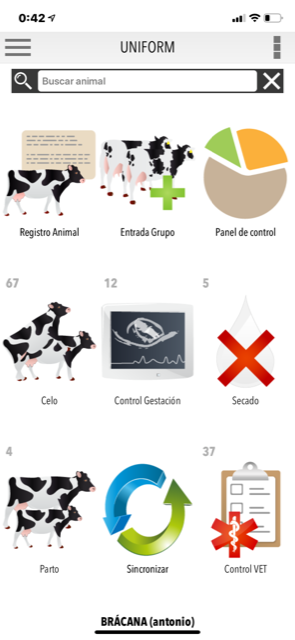 0:42
UNIFORM
Buscar animal
Registro Animal
Entrada Grupo
Panel de control
67
12
5
Celo
Control Gestación
Secado
4
37
Parto
Sincronizar
Control VET
BRÁCANA (antonio)